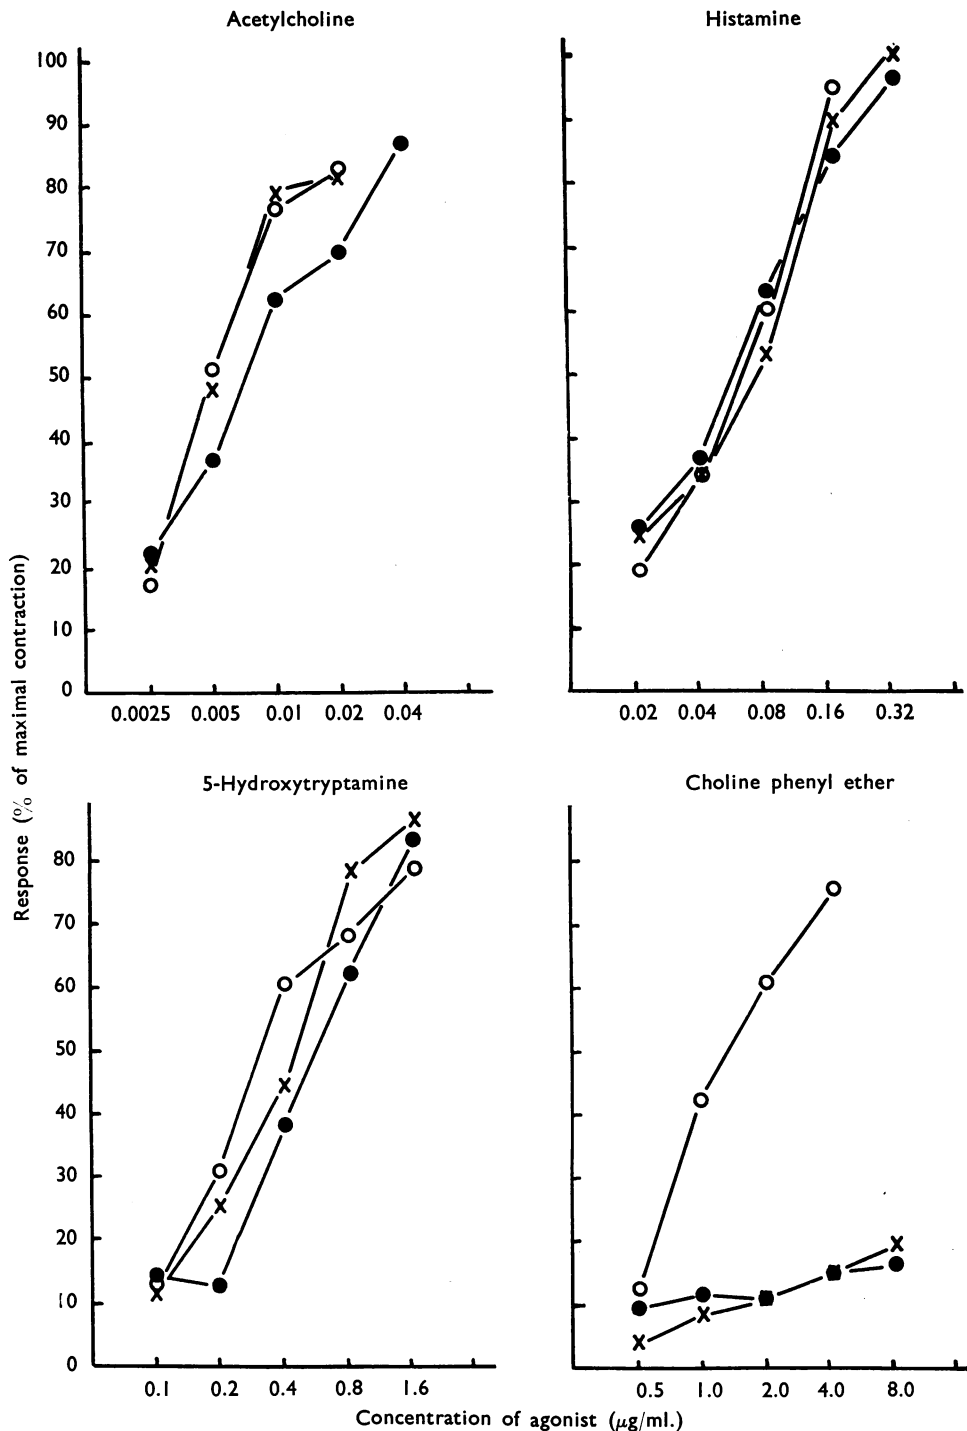 Acetylcholine
Histamine
100
90
80
70
60
50
40
30
20
10
0
0.0025 0.005 0.01 0.02 0.04
0.02 0.04 0.08 0.16 0.32
Response (% of maximal contraction)
5-Hydroxytryptamine
Choline phenyl ether
80
70
60
50
40
30
20
10
0
0.1 0.2 0.4 0.8 1.6
0.5 1.0 2.0 4.0 8.0
Concentration of agonist (μg/ml.)